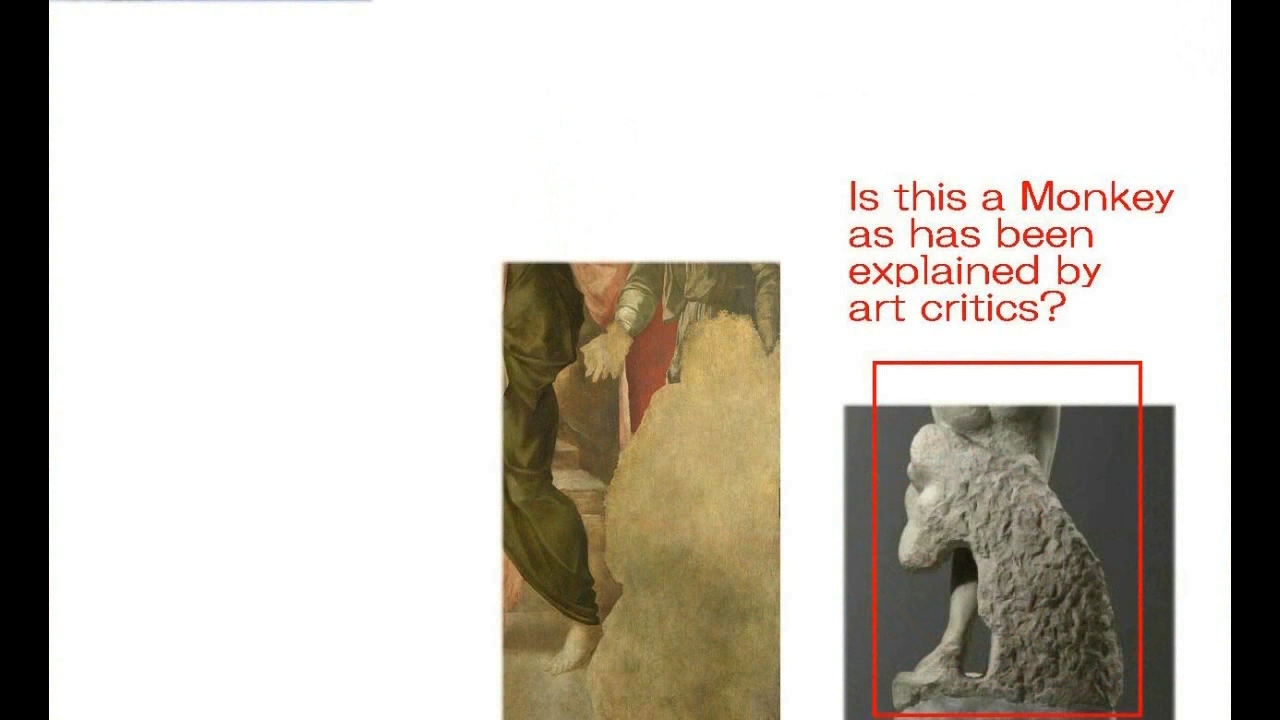 Is this a Monkey
as has been
explained by
art critics?